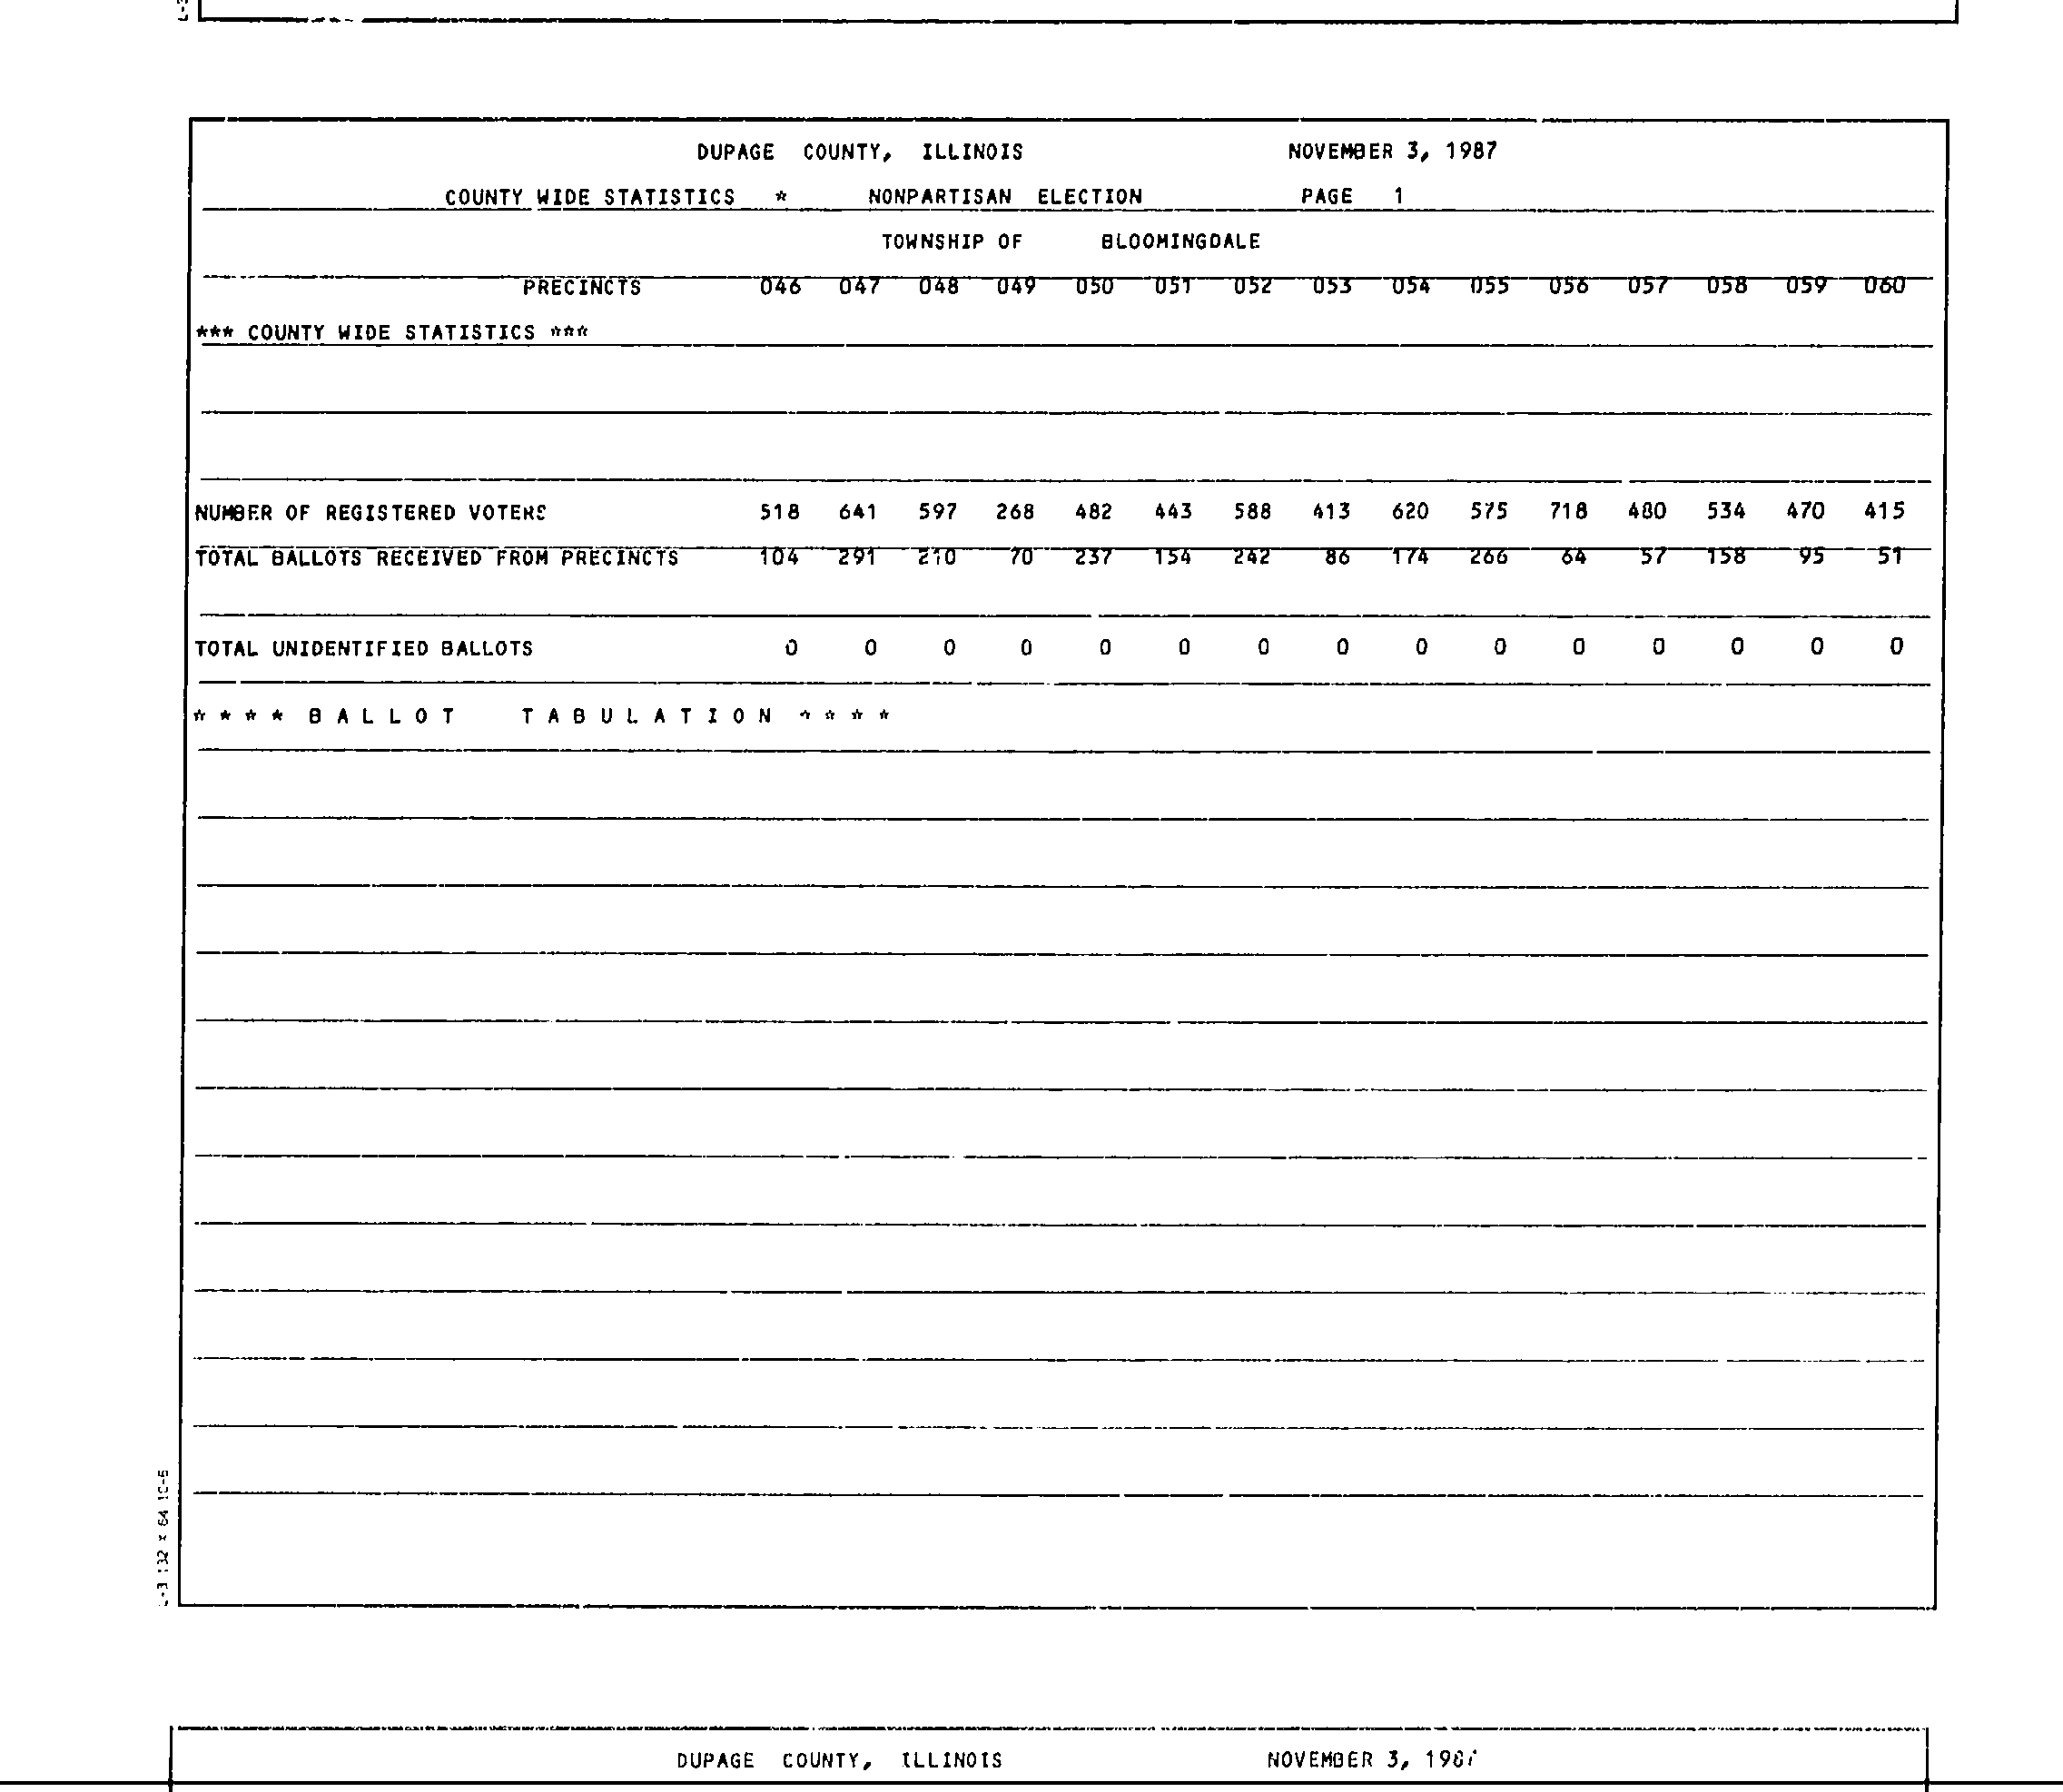 DUPAGE COUNTY, ILLINOIS NOVEMBER 3, 1987
COUNTY WIDE STATISTICS * NONPARTISAN ELECTION PAGE 1
TOWNSHIP OF BLOOMINGDALE
PRECINCTS 046 047 048 049 050 051 052 053 054 055 056 057 058 059 060
*** COUNTY WIDE STATISTICS ***
NUMBER OF REGISTERED VOTERS 518 641 597 268 482 443 588 413 620 575 718 480 534 470 415
TOTAL BALLOTS RECEIVED FROM PRECINCTS 104 291 210 70 237 154 242 86 174 266 64 57 158 95 51
TOTAL UNIDENTIFIED BALLOTS 0 0 0 0 0 0 0 0 0 0 0 0 0 0 0
* * * * B A L L O T T A B U L A T I O N * * * *
DUPAGE COUNTY, ILLINOIS NOVEMBER 3, 1987